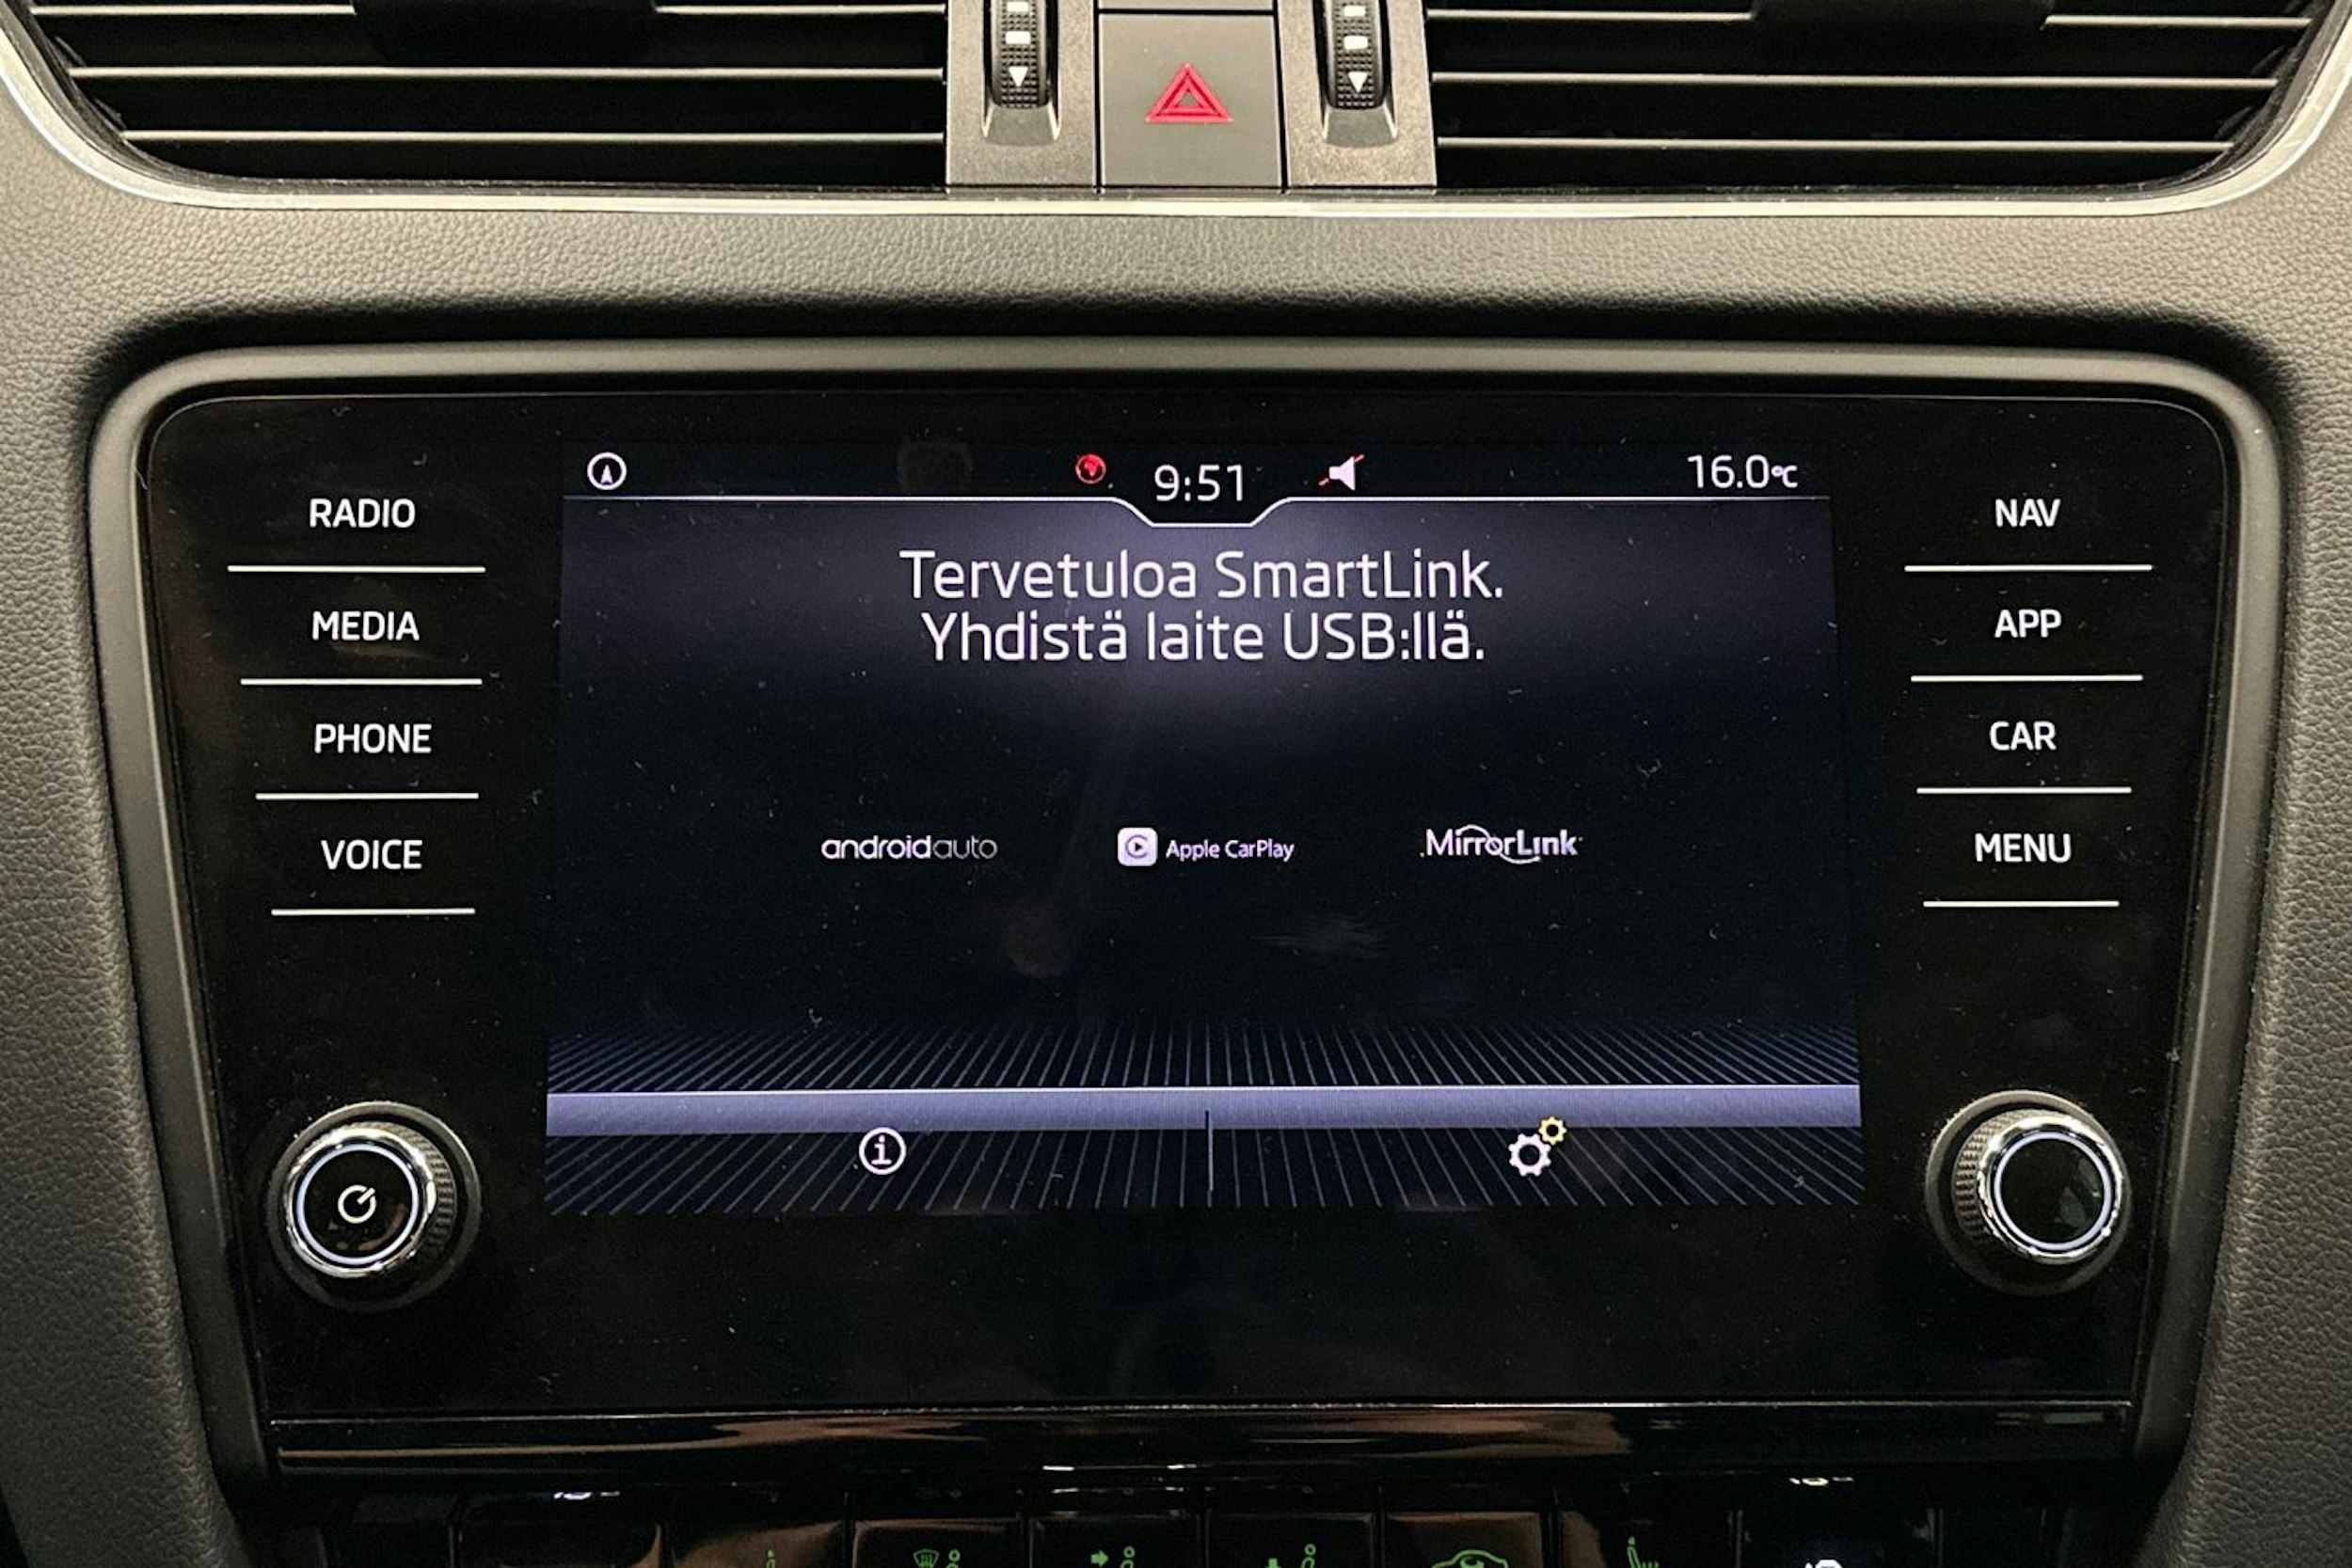 9:51
16.0°C
RADIO
MEDIA
PHONE
VOICE
Tervetuloa SmartLink.
Yhdistä laite USB:llä.
androidauto
Apple CarPlay
MirrorLink
NAV
APP
CAR
MENU